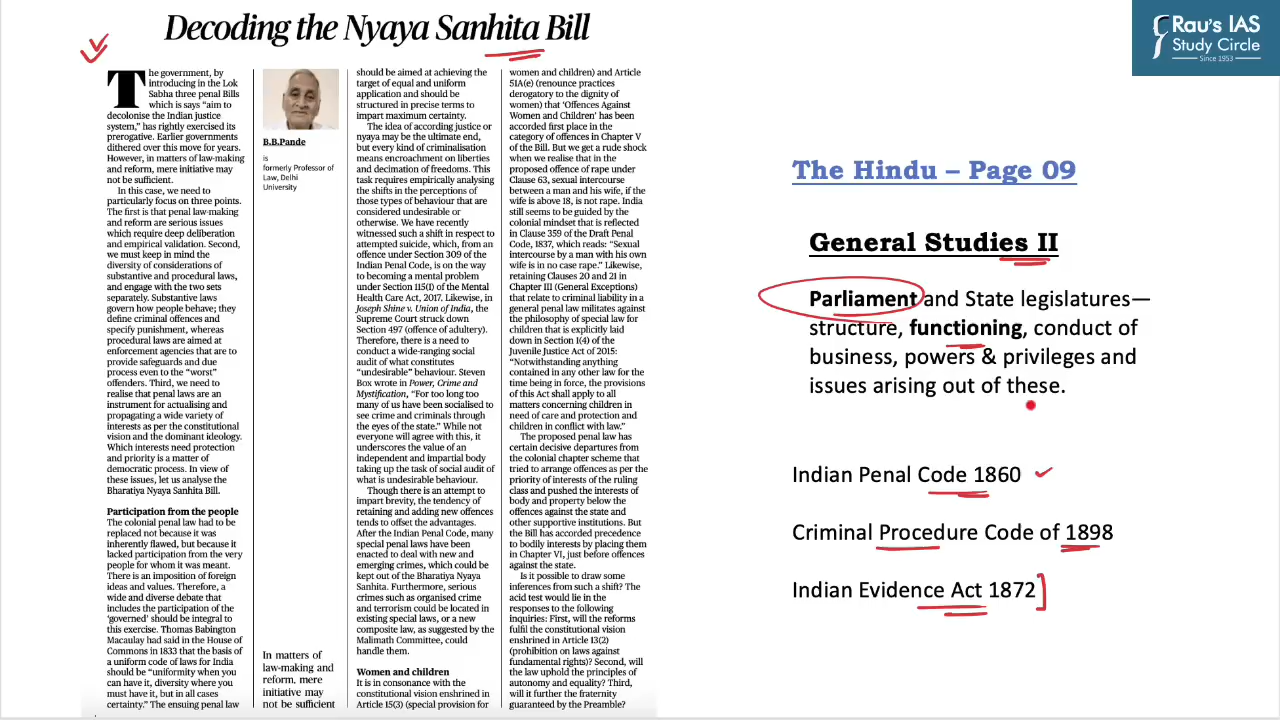 Decoding the Nyaya Sanhita Bill
The government, by
introducing in the Lok
Sabha three penal Bills
which is says “aim to
decolonise the Indian justice
system,” has rightly exercised its
prerogative. Earlier governments
dithered over this move for years.
However, in matters of law-making
and reform, mere initiative may
not be sufficient.
In this case, we need to
particularly focus on three points.
The first is that penal law-making
and reform are serious issues
which require deep deliberation
and empirical validation. Second,
we must keep in mind the
diversity of considerations of
substantive and procedural laws,
and engage with the two sets
separately. Substantive laws
govern how people behave; they
define criminal offences and
specify punishment, whereas
procedural laws are aimed at
enforcement agencies that are to
provide safeguards and due
process even to the “worst”
offenders. Third, we need to
realise that penal laws are an
instrument for actualising and
propagating a wide variety of
interests as per the constitutional
vision and the dominant ideology.
Which interests need protection
and priority is a matter of
democratic process. In view of
these issues, let us analyse the
Bharatiya Nyaya Sanhita Bill.
Participation from the people
The colonial penal law had to be
replaced not because it was
inherently flawed, but because it
lacked participation from the very
people for whom it was meant.
There is an imposition of foreign
ideas and values. Therefore, a
wide and diverse debate that
includes the participation of the
‘governed’ should be integral to
this exercise. Thomas Babington
Macaulay had said in the House of
Commons in 1833 that the basis of
a uniform code of laws for India
should be “uniformity when you
can have it, diversity where you
must have it, but in all cases
certainty.” The ensuing penal law
B.B.Pande
is
formerly Professor of
Law, Delhi
University
In matters of
law-making and
reform, mere
initiative may
not be sufficient
should be aimed at achieving the
target of equal and uniform
application and should be
structured in precise terms to
impart maximum certainty.
The idea of according justice or
nyaya may be the ultimate end,
but every kind of criminalisation
means encroachment on liberties
and decimation of freedoms. This
task requires empirically analysing
the shifts in the perceptions of
those types of behaviour that are
considered undesirable or
otherwise. We have recently
witnessed such a shift in respect to
attempted suicide, which, from an
offence under Section 309 of the
Indian Penal Code, is on the way
to becoming a mental problem
under Section 115(1) of the Mental
Health Care Act, 2017. Likewise, in
Joseph Shine v. Union of India, the
Supreme Court struck down
Section 497 (offence of adultery).
Therefore, there is a need to
conduct a wide-ranging social
audit of what constitutes
“undesirable” behaviour. Steven
Box wrote in Power, Crime and
Mystification, “For too long too
many of us have been socialised to
see crime and criminals through
the eyes of the state.” While not
everyone will agree with this, it
underscores the value of an
independent and impartial body
taking up the task of social audit of
what is undesirable behaviour.
Though there is an attempt to
impart brevity, the tendency of
retaining and adding new offences
tends to offset the advantages.
After the Indian Penal Code, many
special penal laws have been
enacted to deal with new and
emerging crimes, which could be
kept out of the Bharatiya Nyaya
Sanhita. Furthermore, serious
crimes such as organised crime
and terrorism could be located in
existing special laws, or a new
composite law, as suggested by the
Malimath Committee, could
handle them.
Women and children
It is in consonance with the
constitutional vision enshrined in
Article 15(3) (special provision for
women and children) and Article
51A(e) (renounce practices
derogatory to the dignity of
women) that ‘Offences Against
Women and Children’ has been
accorded first place in the
category of offences in Chapter V
of the Bill. But we get a rude shock
when we realise that in the
proposed offence of rape under
Clause 63, sexual intercourse
between a man and his wife, if the
wife is above 18, is not rape. India
still seems to be guided by the
colonial mindset that is reflected
in Clause 359 of the Draft Penal
Code, 1837, which reads: “Sexual
intercourse by a man with his own
wife is in no case rape.” Likewise,
retaining Clauses 20 and 21 in
Chapter III (General Exceptions)
that relate to criminal liability in a
general penal law militates against
the philosophy of special law for
children that is explicitly laid
down in Section 1(4) of the
Juvenile Justice Act of 2015:
“Notwithstanding anything
contained in any other law for the
time being in force, the provisions
of this Act shall apply to all
matters concerning children in
need of care and protection and
children in conflict with law.”
The proposed penal law has
certain decisive departures from
the colonial chapter scheme that
tried to arrange offences as per the
priority of interests of the ruling
class and pushed the interests of
body and property below the
offences against the state and
other supportive institutions. But
the Bill has accorded precedence
to bodily interests by placing them
in Chapter VI, just before offences
against the state.
Is it possible to draw some
inferences from such a shift? The
acid test would lie in the
responses to the following
inquiries: First, will the reforms
fulfil the constitutional vision
enshrined in Article 13(2)
(prohibition on laws against
fundamental rights)? Second, will
the law uphold the principles of
autonomy and equality? Third,
will it further the fraternity
guaranteed by the Preamble?
Rau's IAS
Study Circle
Since 1953
The Hindu – Page 09
General Studies II
Parliament and State legislatures—
structure, functioning, conduct of
business, powers & privileges and
issues arising out of these.
Indian Penal Code 1860
Criminal Procedure Code of 1898
Indian Evidence Act 1872